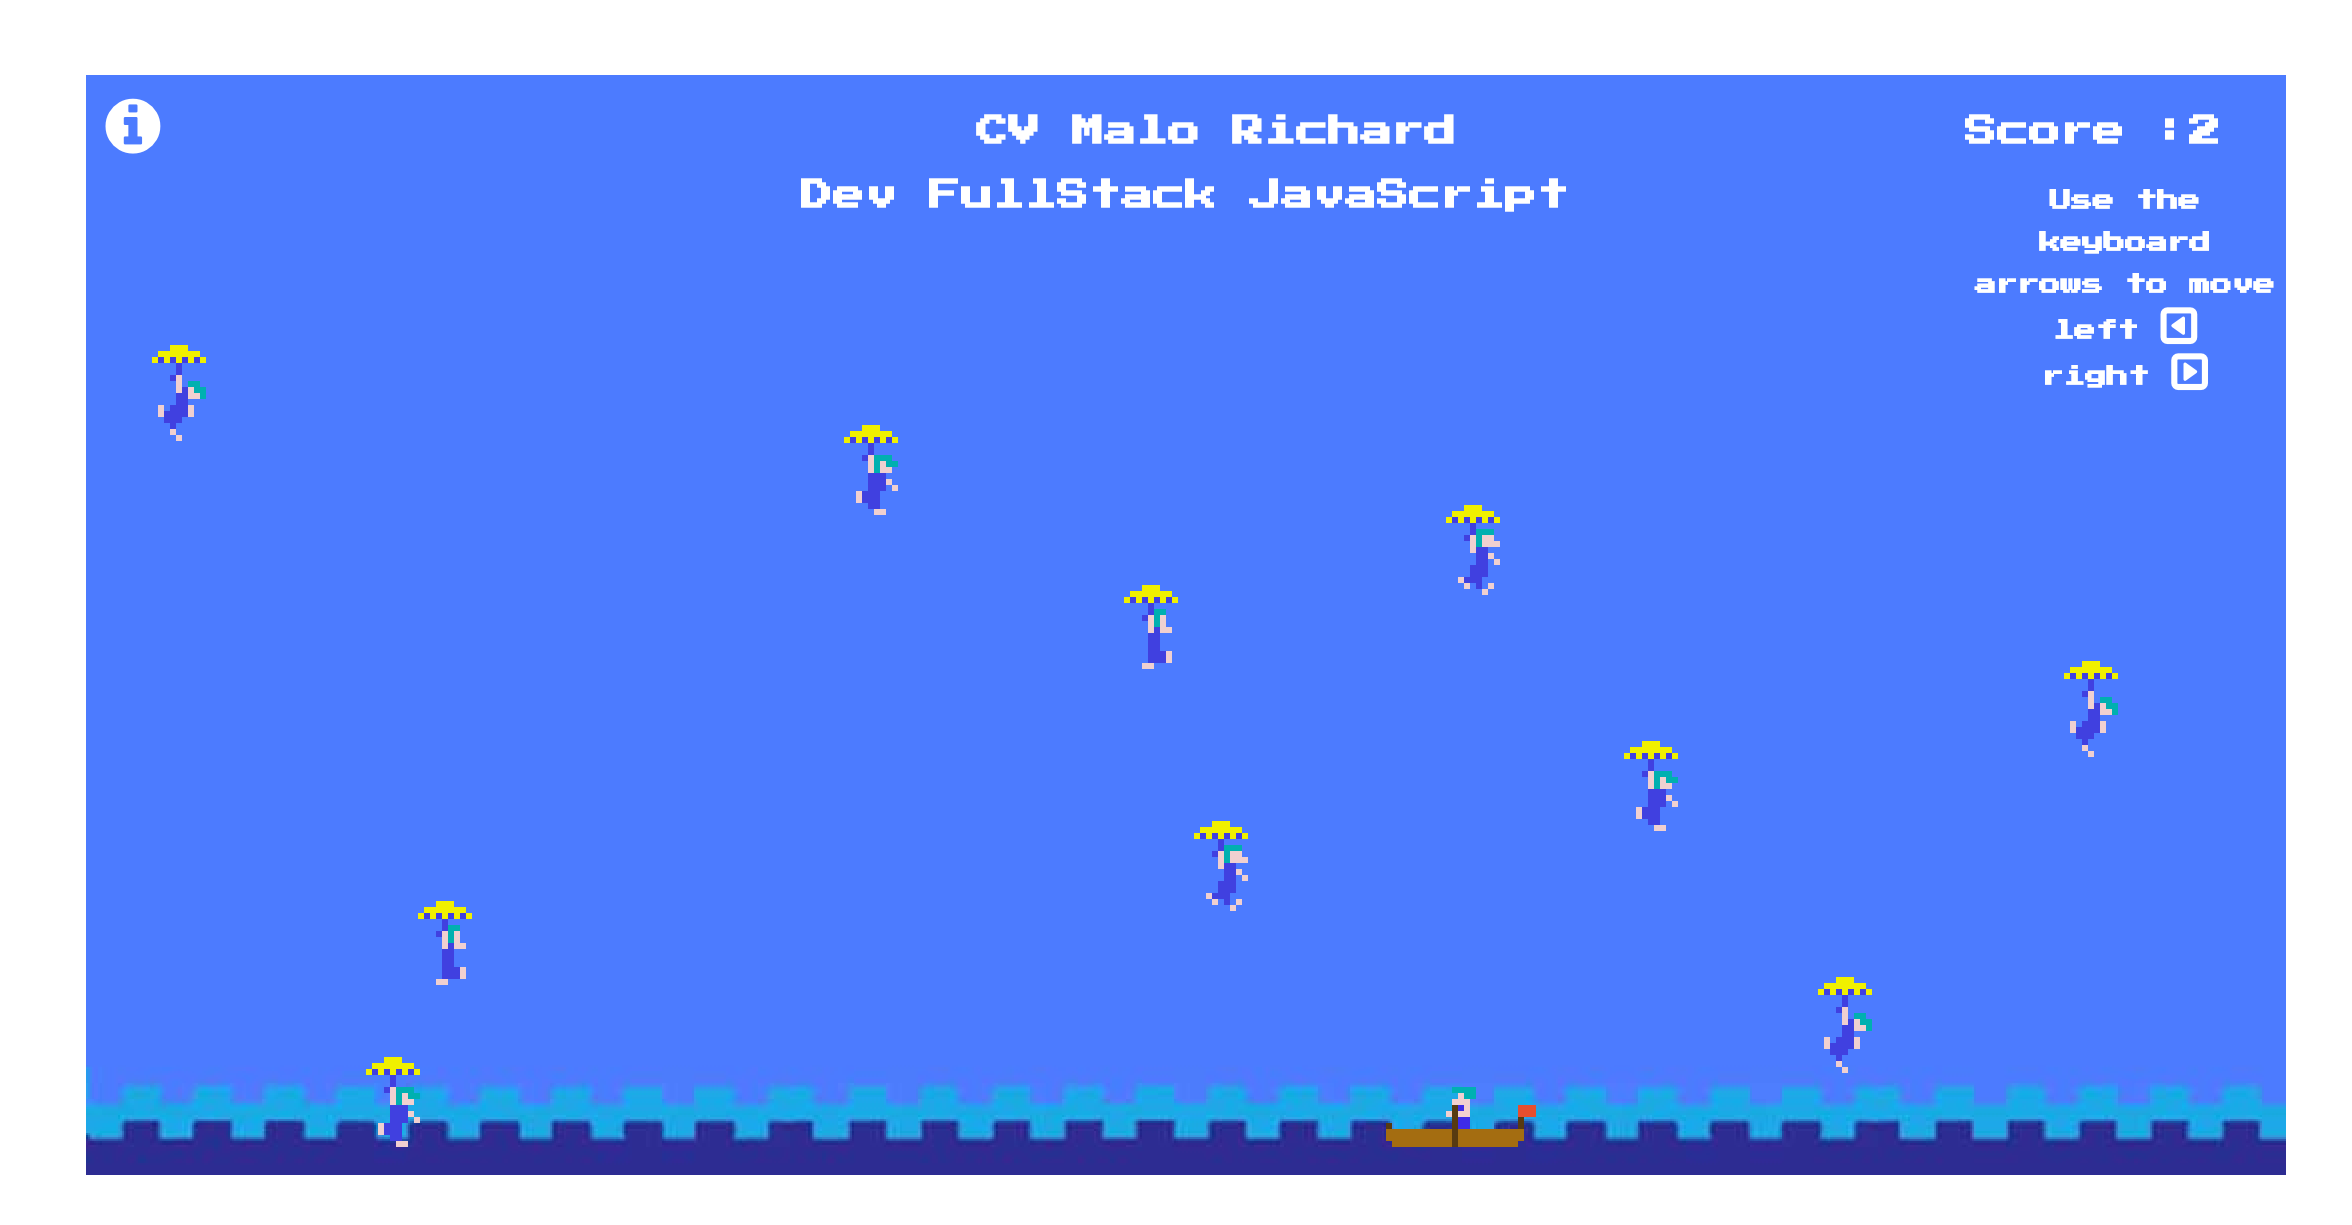 CV Malo Richard
Dev FullStack JavaScript
Score :2
Use the
keyboard
arrows to move
left
right